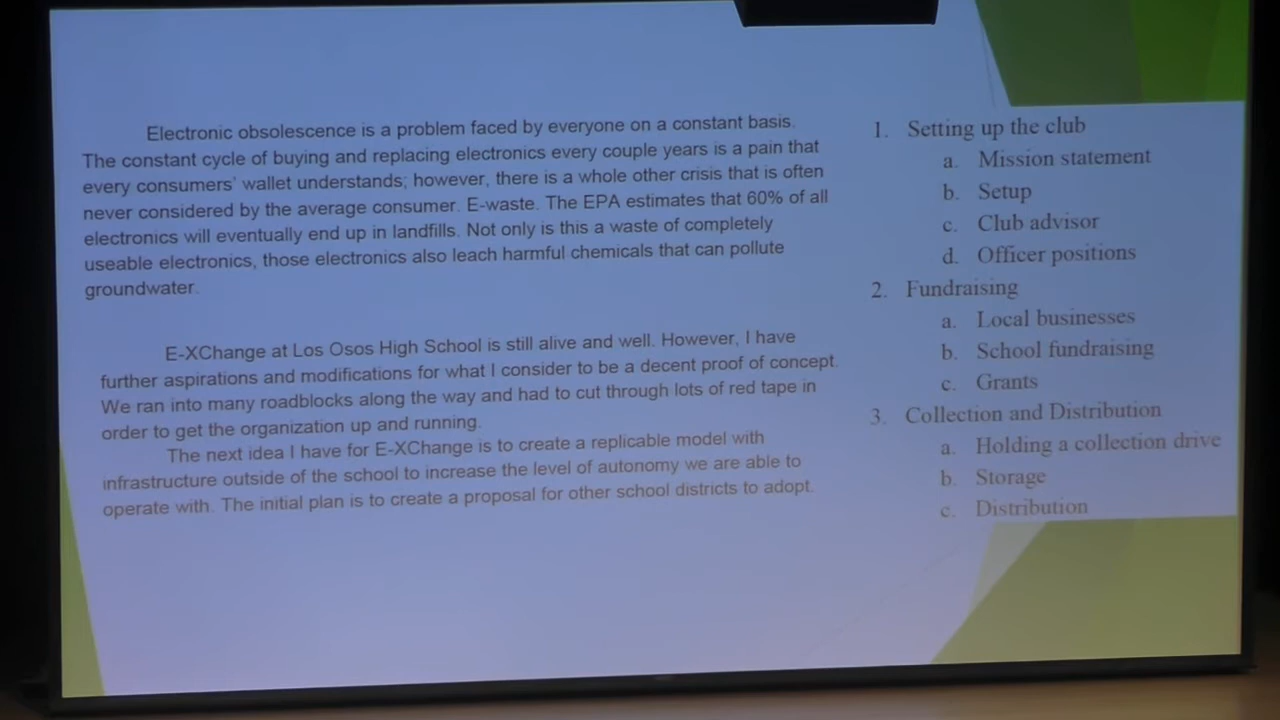 Electronic obsolescence is a problem faced by everyone on a constant basis.
The constant cycle of buying and replacing electronics every couple years is a pain that
every consumers' wallet understands; however, there is a whole other crisis that is often
never considered by the average consumer. E-waste. The EPA estimates that 60% of all
electronics will eventually end up in landfills. Not only is this a waste of completely
useable electronics, those electronics also leach harmful chemicals that can pollute
groundwater.
E-XChange at Los Osos High School is still alive and well. However, I have
further aspirations and modifications for what I consider to be a decent proof of concept.
We ran into many roadblocks along the way and had to cut through lots of red tape in
order to get the organization up and running.
The next idea I have for E-XChange is to create a replicable model with
infrastructure outside of the school to increase the level of autonomy we are able to
operate with. The initial plan is to create a proposal for other school districts to adopt.
1. Setting up the club
a. Mission statement
b. Setup
c. Club advisor
d. Officer positions
2. Fundraising
a. Local businesses
b. School fundraising
c. Grants
3. Collection and Distribution
a. Holding a collection drive
b. Storage
c. Distribution